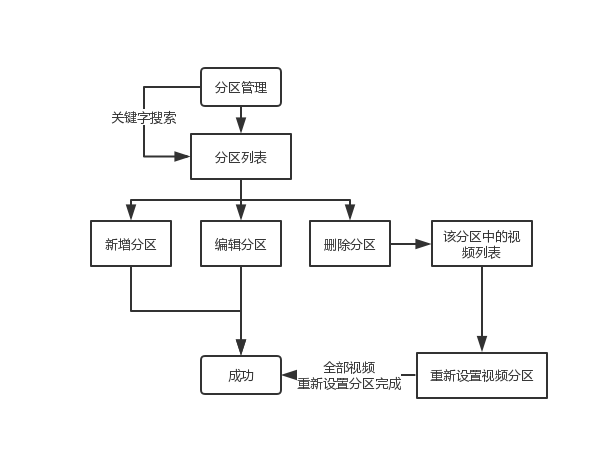 分区管理
关键字搜索
分区列表
新增分区
编辑分区
删除分区
该分区中的视
频列表
全部视频
重新设置分区完成
成功
重新设置视频分区